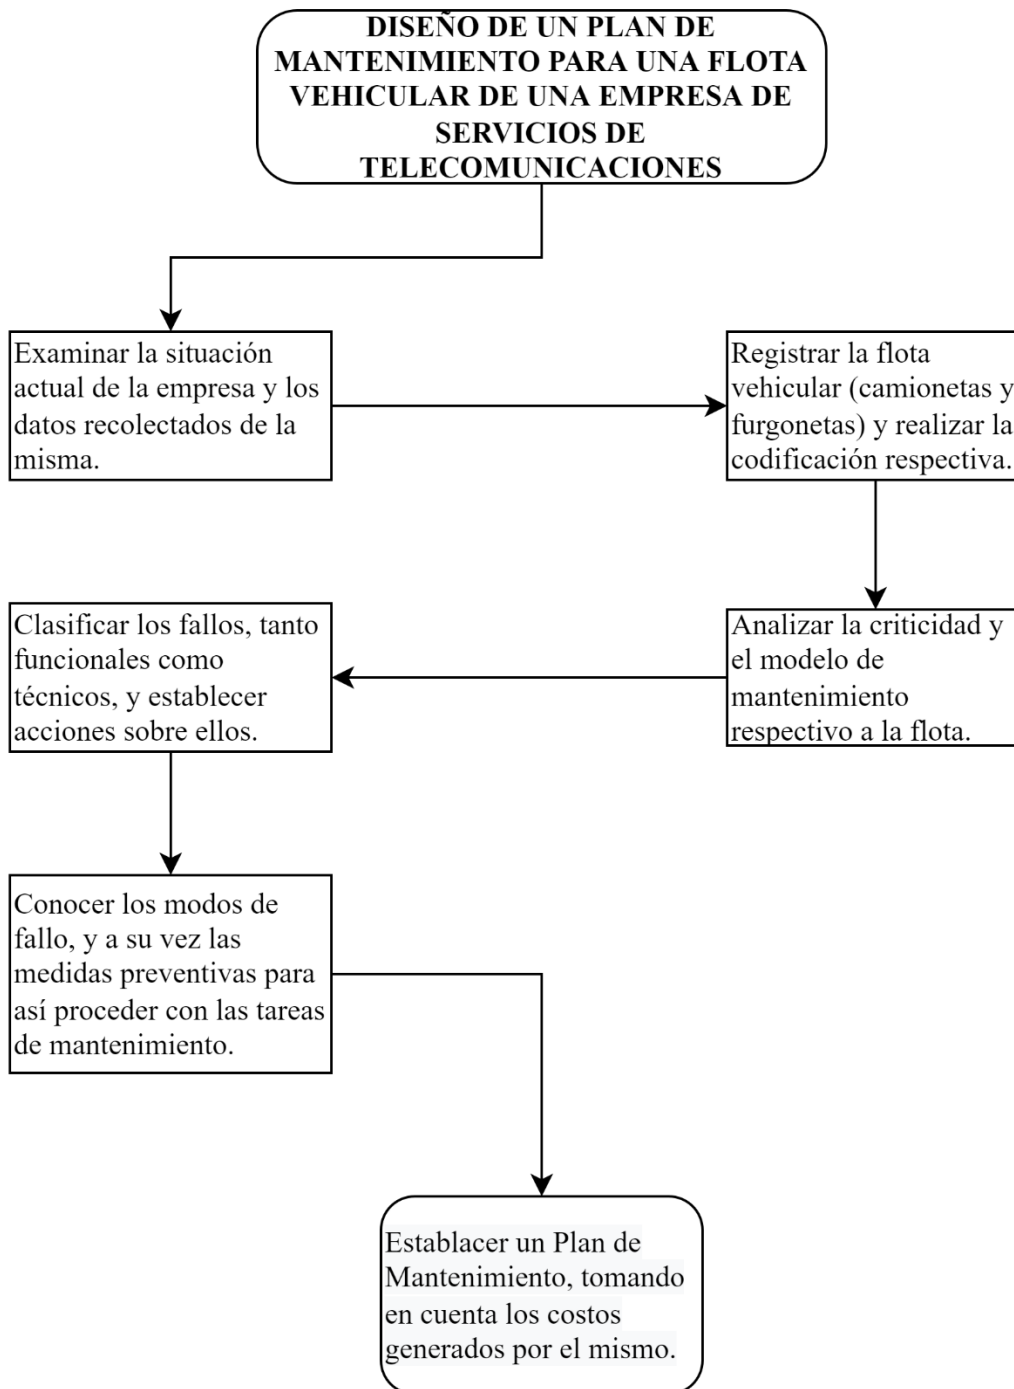 DISEÑO DE UN PLAN DE
MANTENIMIENTO PARA UNA FLOTA
VEHICULAR DE UNA EMPRESA DE
SERVICIOS DE
TELECOMUNICACIONES
Examinar la situación
actual de la empresa y los
datos recolectados de la
misma.
Registrar la flota
vehicular (camionetas y
furgonetas) y realizar la
codificación respectiva.
Analizar la criticidad y
el modelo de
mantenimiento
respectivo a la flota.
Clasificar los fallos, tanto
funcionales como
técnicos, y establecer
acciones sobre ellos.
Conocer los modos de
fallo, y a su vez las
medidas preventivas para
así proceder con las tareas
de mantenimiento.
Establacer un Plan de
Mantenimiento, tomando
en cuenta los costos
generados por el mismo.